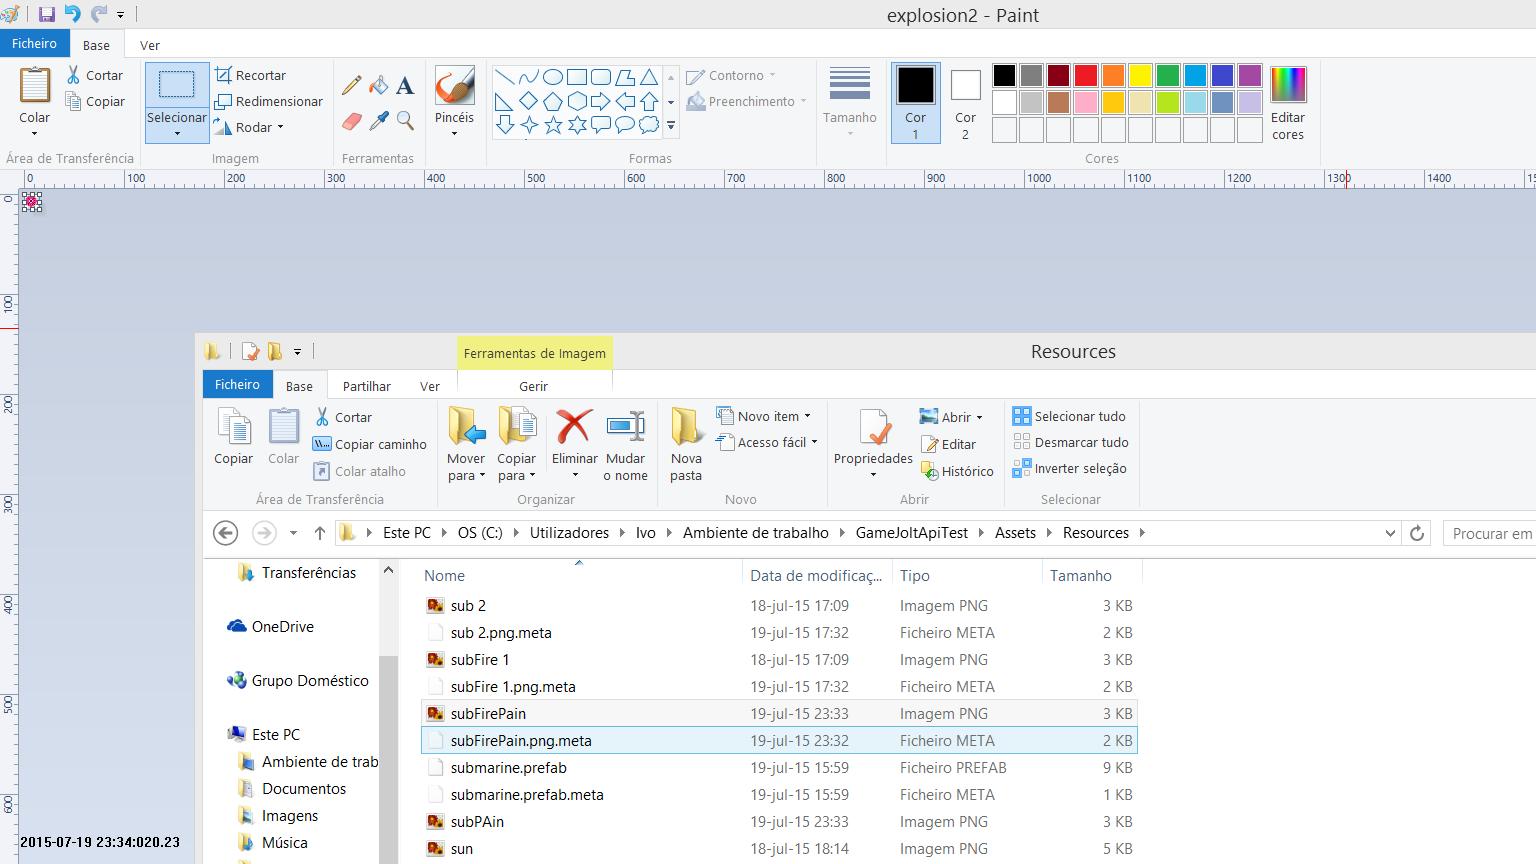 explosion2 - Paint
Ficheiro Base Ver
Colar
Cortar
Copiar
Área de Transferência
Selecionar
Recortar
Redimensionar
Rodar
Imagem
A
Ferramentas
Pincéis
Formas
Contorno
Preenchimento
Tamanho
Cor
1
Cor
2
Cores
Editar
cores
0 100 200 300 400 500 600 700 800 900 1000 1100 1200 1300 1400
0
100
200
300
400
500
600
Ferramentas de Imagem
Resources
Ficheiro Base Partilhar Ver Gerir
Copiar
Colar
Cortar
Copiar caminho
Colar atalho
Área de Transferência
Mover
para
Copiar
para
Eliminar
Mudar
o nome
Organizar
Nova
pasta
Novo item
Acesso fácil
Novo
Propriedades
Abrir
Editar
Histórico
Abrir
Selecionar tudo
Desmarcar tudo
Inverter seleção
Selecionar
Este PC OS (C:) Utilizadores Ivo Ambiente de trabalho GameJoltApiTest Assets Resources
Procurar em
Transferências
OneDrive
Grupo Doméstico
Este PC
Ambiente de trab
Documentos
Imagens
Música
Nome Data de modificaç... Tipo Tamanho
sub 2 18-jul-15 17:09 Imagem PNG 3 KB
sub 2.png.meta 19-jul-15 17:32 Ficheiro META 2 KB
subFire 1 18-jul-15 17:09 Imagem PNG 3 KB
subFire 1.png.meta 19-jul-15 17:32 Ficheiro META 2 KB
subFirePain 19-jul-15 23:33 Imagem PNG 3 KB
subFirePain.png.meta 19-jul-15 23:32 Ficheiro META 2 KB
submarine.prefab 19-jul-15 15:59 Ficheiro PREFAB 9 KB
submarine.prefab.meta 19-jul-15 15:59 Ficheiro META 1 KB
subPAin 19-jul-15 23:33 Imagem PNG 3 KB
sun 18-jul-15 18:14 Imagem PNG 5 KB
2015-07-19 23:34:020.23